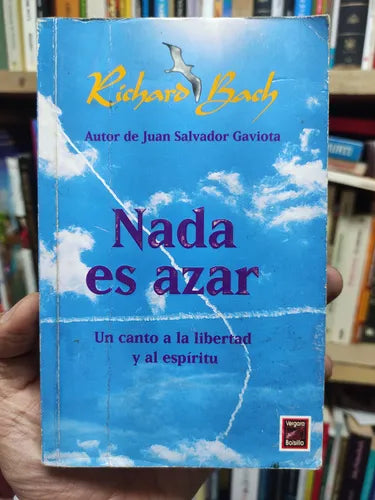 Richard Bach
Autor de Juan Salvador Gaviota
Nada
es azar
Un canto a la libertad
y al espíritu
Vergara
Bolsillo